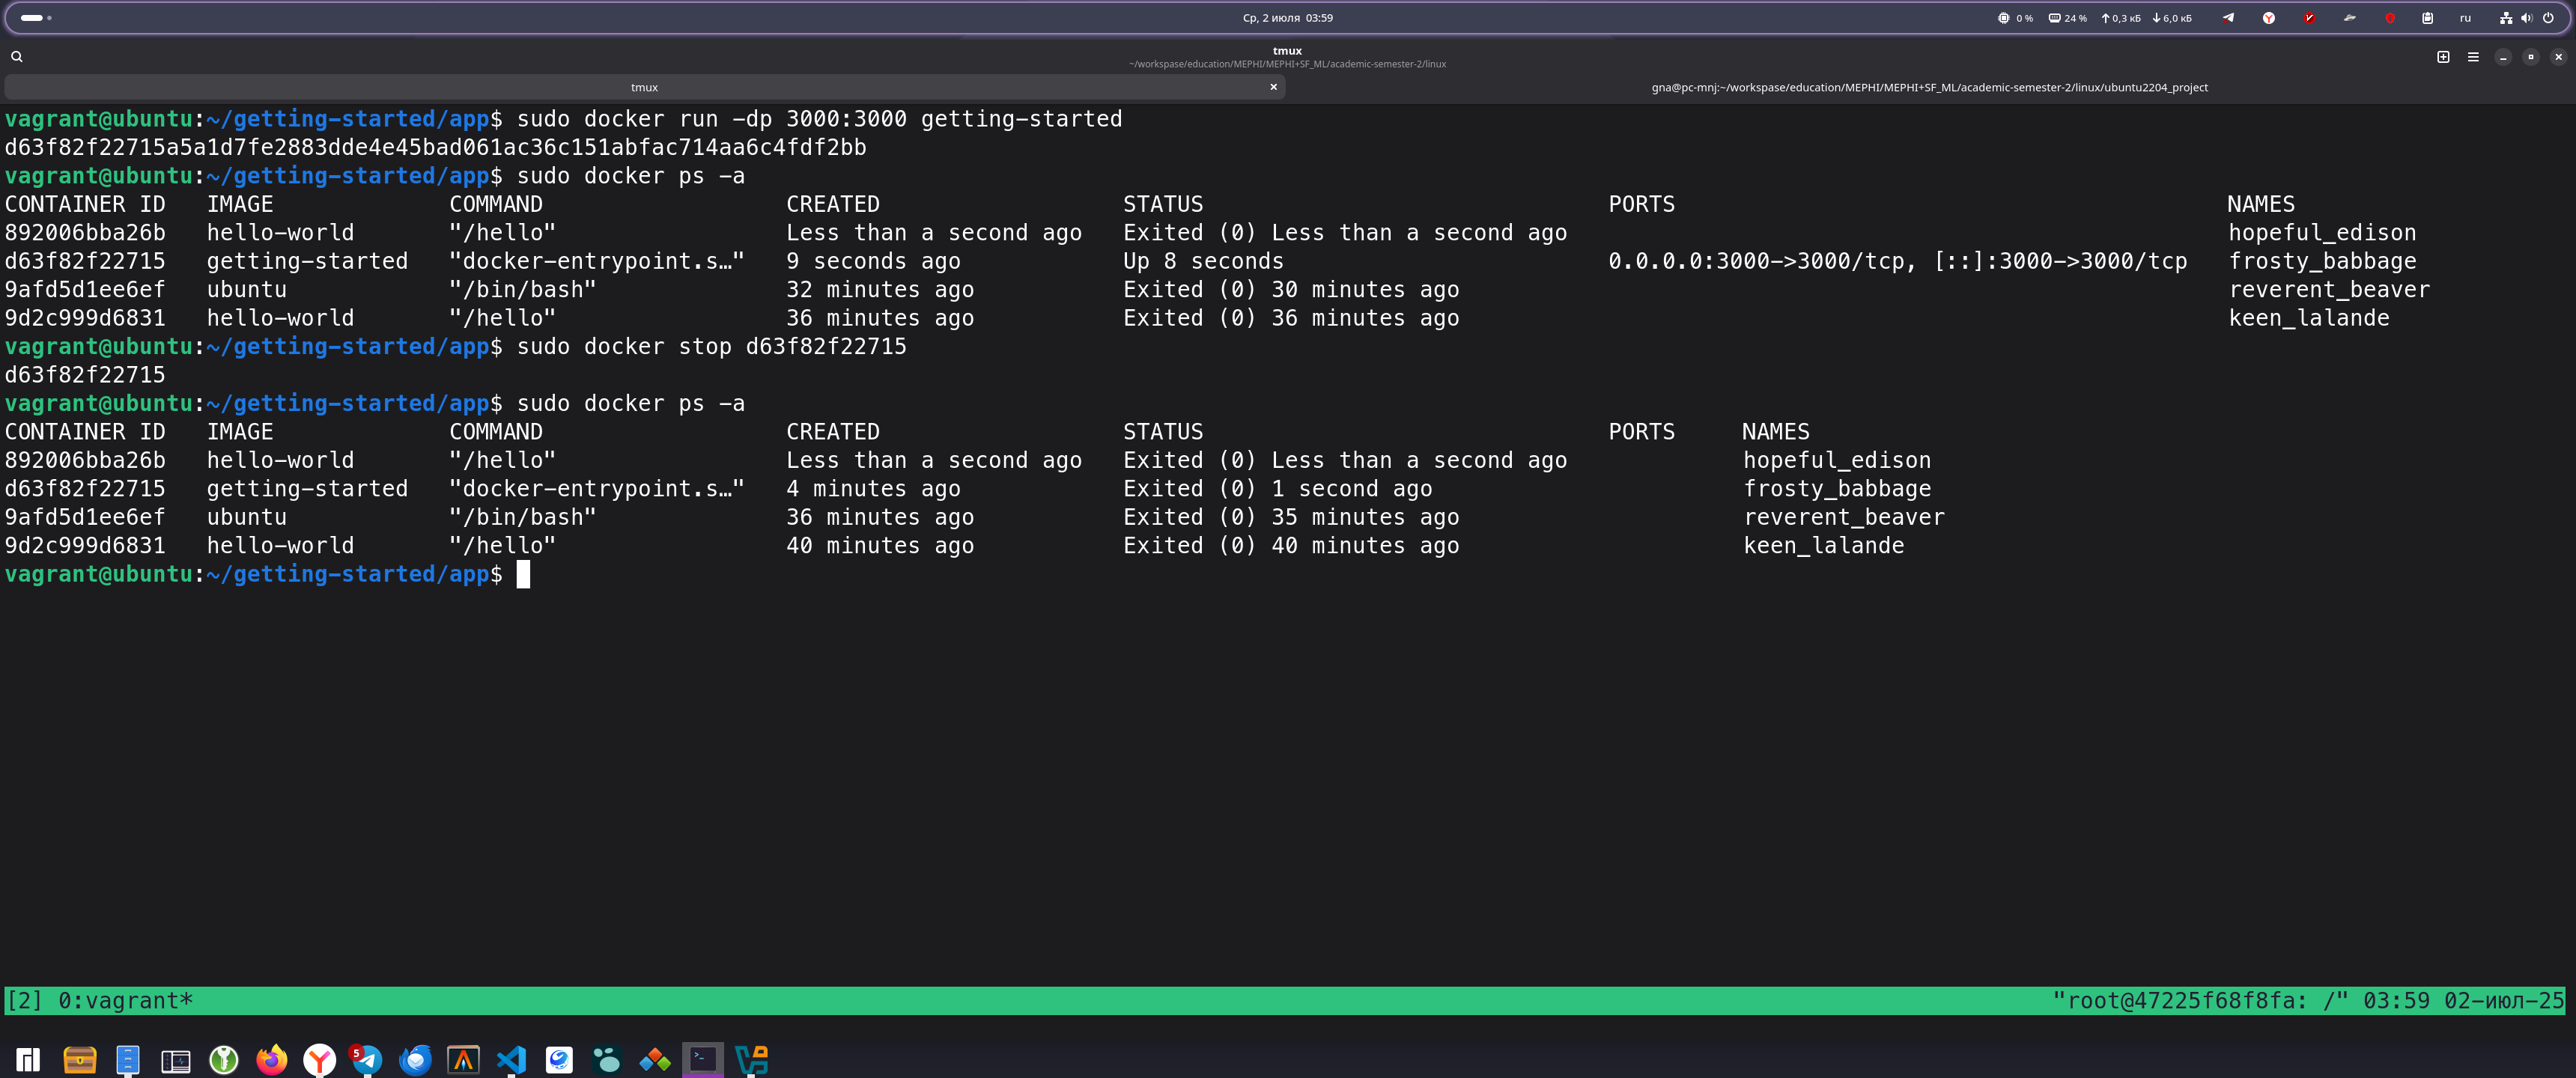 Ср, 2 июля 03:59
0 % 24 % 0,3 кБ 6,0 кБ ru
tmux
~/workspase/education/MEPHI/MEPHI+SF_ML/academic-semester-2/linux
tmux
gna@pc-mnj:~/workspase/education/MEPHI/MEPHI+SF_ML/academic-semester-2/linux/ubuntu2204_project
vagrant@ubuntu:~/getting-started/app$ sudo docker run -dp 3000:3000 getting-started
d63f82f22715a5a1d7fe2883dde4e45bad061ac36c151abfac714aa6c4fdf2bb
vagrant@ubuntu:~/getting-started/app$ sudo docker ps -a
CONTAINER ID IMAGE COMMAND CREATED STATUS PORTS NAMES
892006bba26b hello-world "/hello" Less than a second ago Exited (0) Less than a second ago hopeful_edison
d63f82f22715 getting-started "docker-entrypoint.s…" 9 seconds ago Up 8 seconds 0.0.0.0:3000->3000/tcp, [::]:3000->3000/tcp frosty_babbage
9afd5d1ee6ef ubuntu "/bin/bash" 32 minutes ago Exited (0) 30 minutes ago reverent_beaver
9d2c999d6831 hello-world "/hello" 36 minutes ago Exited (0) 36 minutes ago keen_lalande
vagrant@ubuntu:~/getting-started/app$ sudo docker stop d63f82f22715
d63f82f22715
vagrant@ubuntu:~/getting-started/app$ sudo docker ps -a
CONTAINER ID IMAGE COMMAND CREATED STATUS PORTS NAMES
892006bba26b hello-world "/hello" Less than a second ago Exited (0) Less than a second ago hopeful_edison
d63f82f22715 getting-started "docker-entrypoint.s…" 4 minutes ago Exited (0) 1 second ago frosty_babbage
9afd5d1ee6ef ubuntu "/bin/bash" 36 minutes ago Exited (0) 35 minutes ago reverent_beaver
9d2c999d6831 hello-world "/hello" 40 minutes ago Exited (0) 40 minutes ago keen_lalande
vagrant@ubuntu:~/getting-started/app$
[2] 0:vagrant* "root@47225f68f8fa: /" 03:59 02-июл-25
5